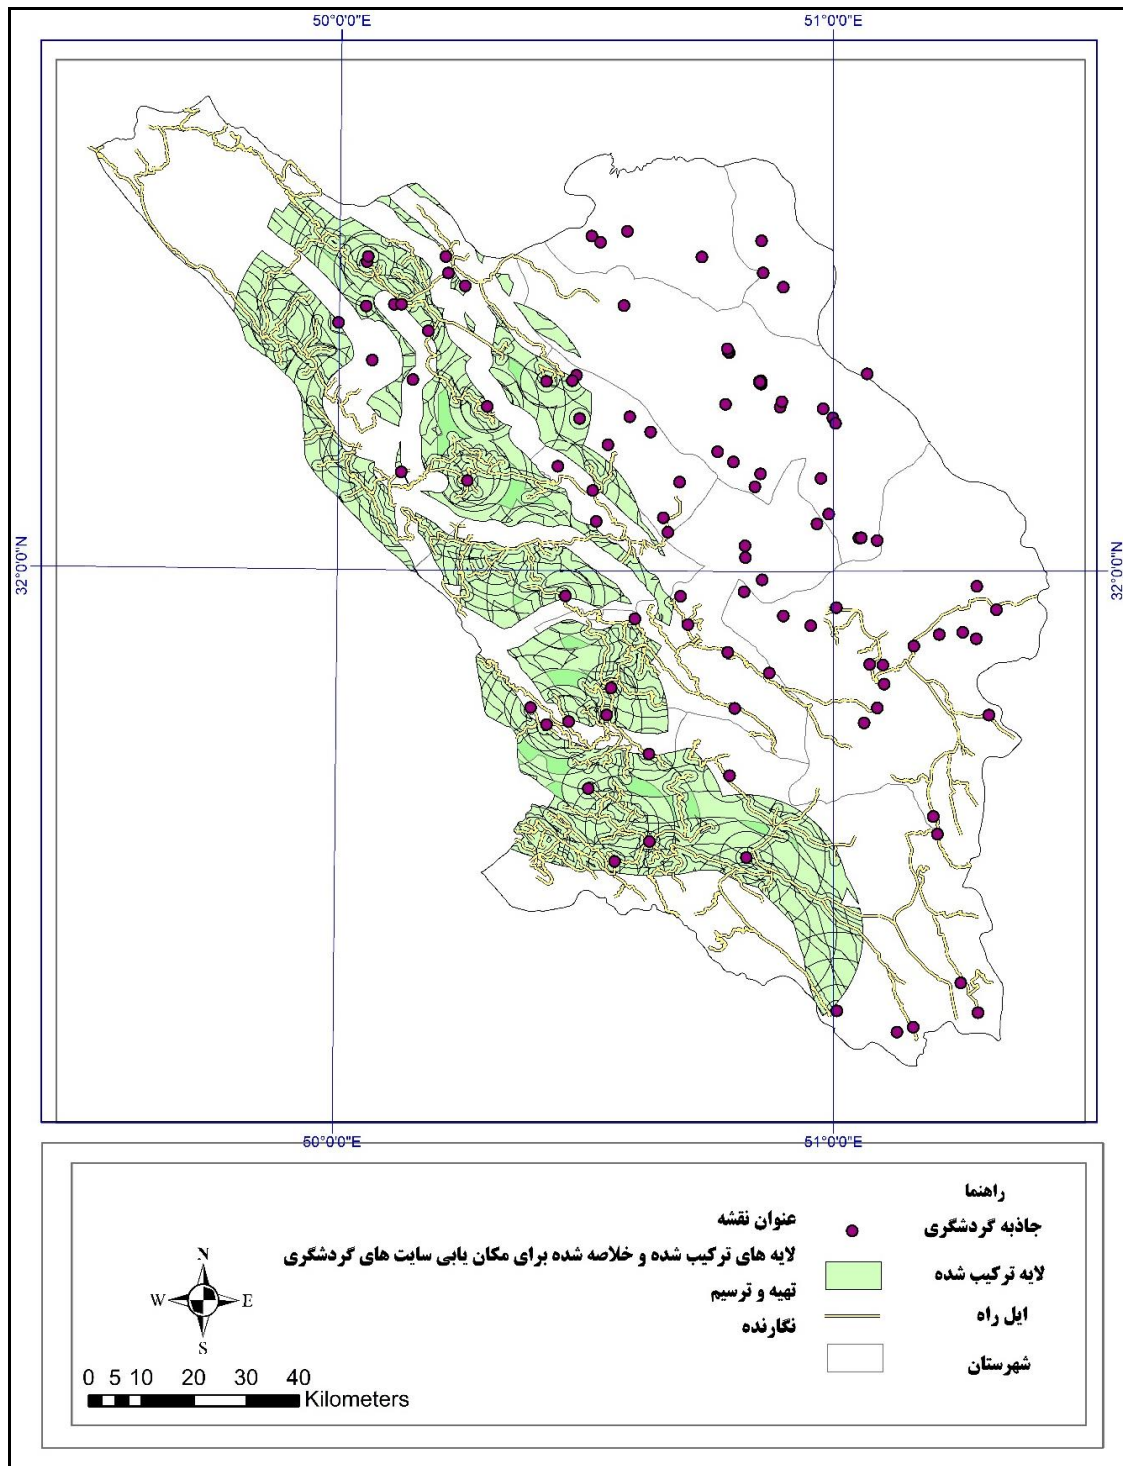 50°0'0"E 51°0'0"E
32°0'0"N 32°0'0"N
50°0'0"E 51°0'0"E
راهنما
جاذبه گردشگری
لایه ترکیب شده
ایل راه
شهرستان
عنوان نقشه
لایه های ترکیب شده و خلاصه شده برای مکان یابی سایت های گردشگری
تهیه و ترسیم
نگارنده
N
W E
S
0 5 10 20 30 40
Kilometers